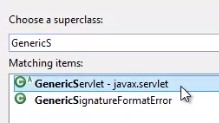 Choose a superclass:
GenericS
Matching items:
GenericServlet - javax.servlet
GenericSignatureFormatError